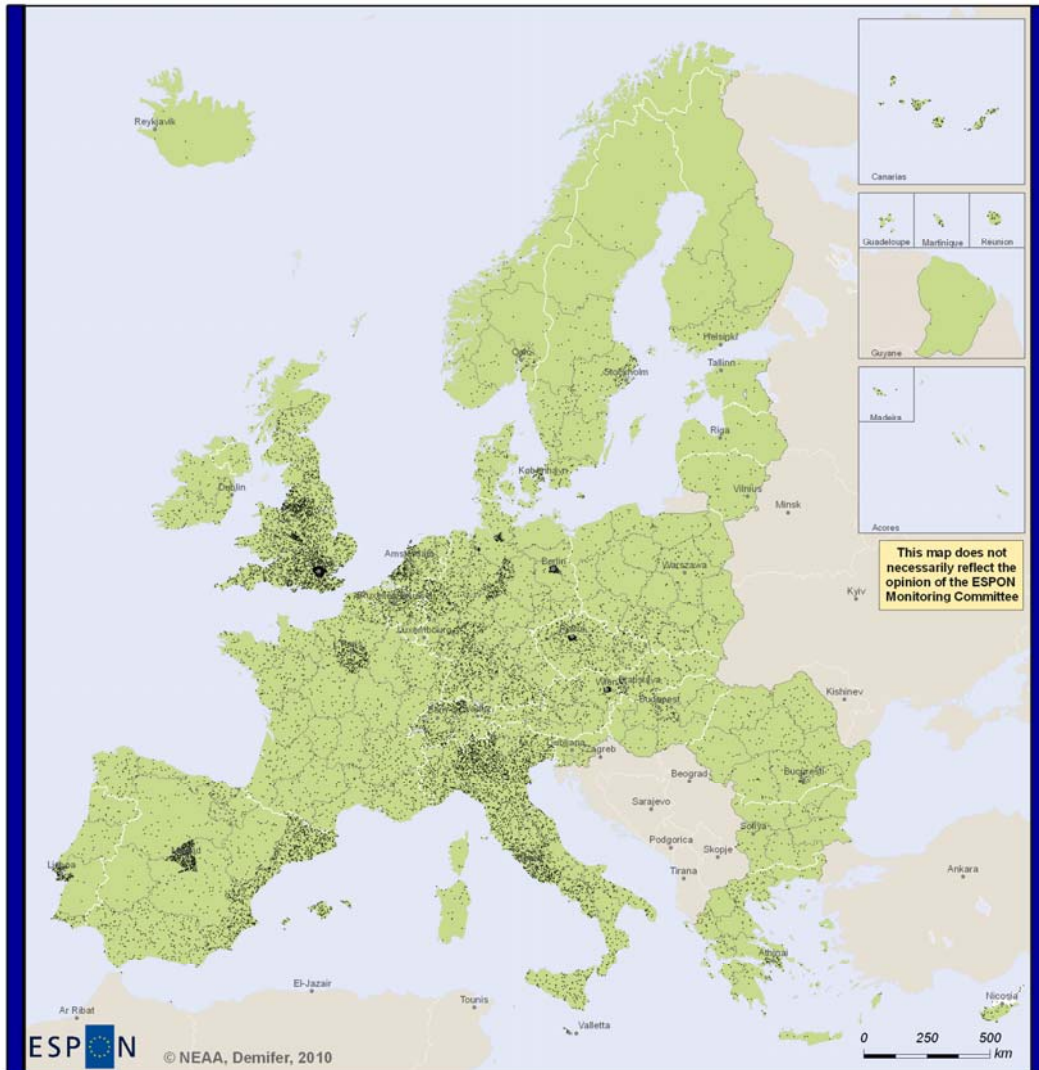 Reykjavik
Canarias
Guadeloupe
Martinique
Reunion
Guyane
Madeira
Acores
This map does not
necessarily reflect the
opinion of the ESPON
Monitoring Committee
Helsinki
Oslo
Tallinn
Stockholm
Riga
København
Dublin
Vilnius
Minsk
Amsterdam
Berlin
Warszawa
Kyiv
Luxembourg
Paris
Bratislava
Budapest
Kishinev
Ljubljana
Zagreb
Beograd
Bucuresti
Sarajevo
Sofiya
Podgorica
Skopje
Tirana
Ankara
Lisboa
Athinai
El-Jazair
Tounis
Ar Ribat
Valletta
Nicosia
ESPON
© NEAA, Demifer, 2010
0 250 500
km